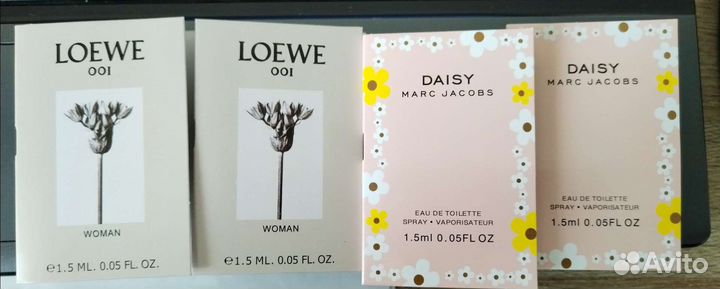 LOEWE
001
WOMAN
℮1.5 ML. 0.05 FL. OZ.
LOEWE
001
WOMAN
℮1.5 ML. 0.05 FL. OZ.
DAISY
MARC JACOBS
EAU DE TOILETTE
SPRAY • VAPORISATEUR
1.5ml 0.05FL OZ
DAISY
MARC JACOBS
EAU DE TOILETTE
SPRAY • VAPORISATEUR
1.5ml 0.05FL OZ
Avito